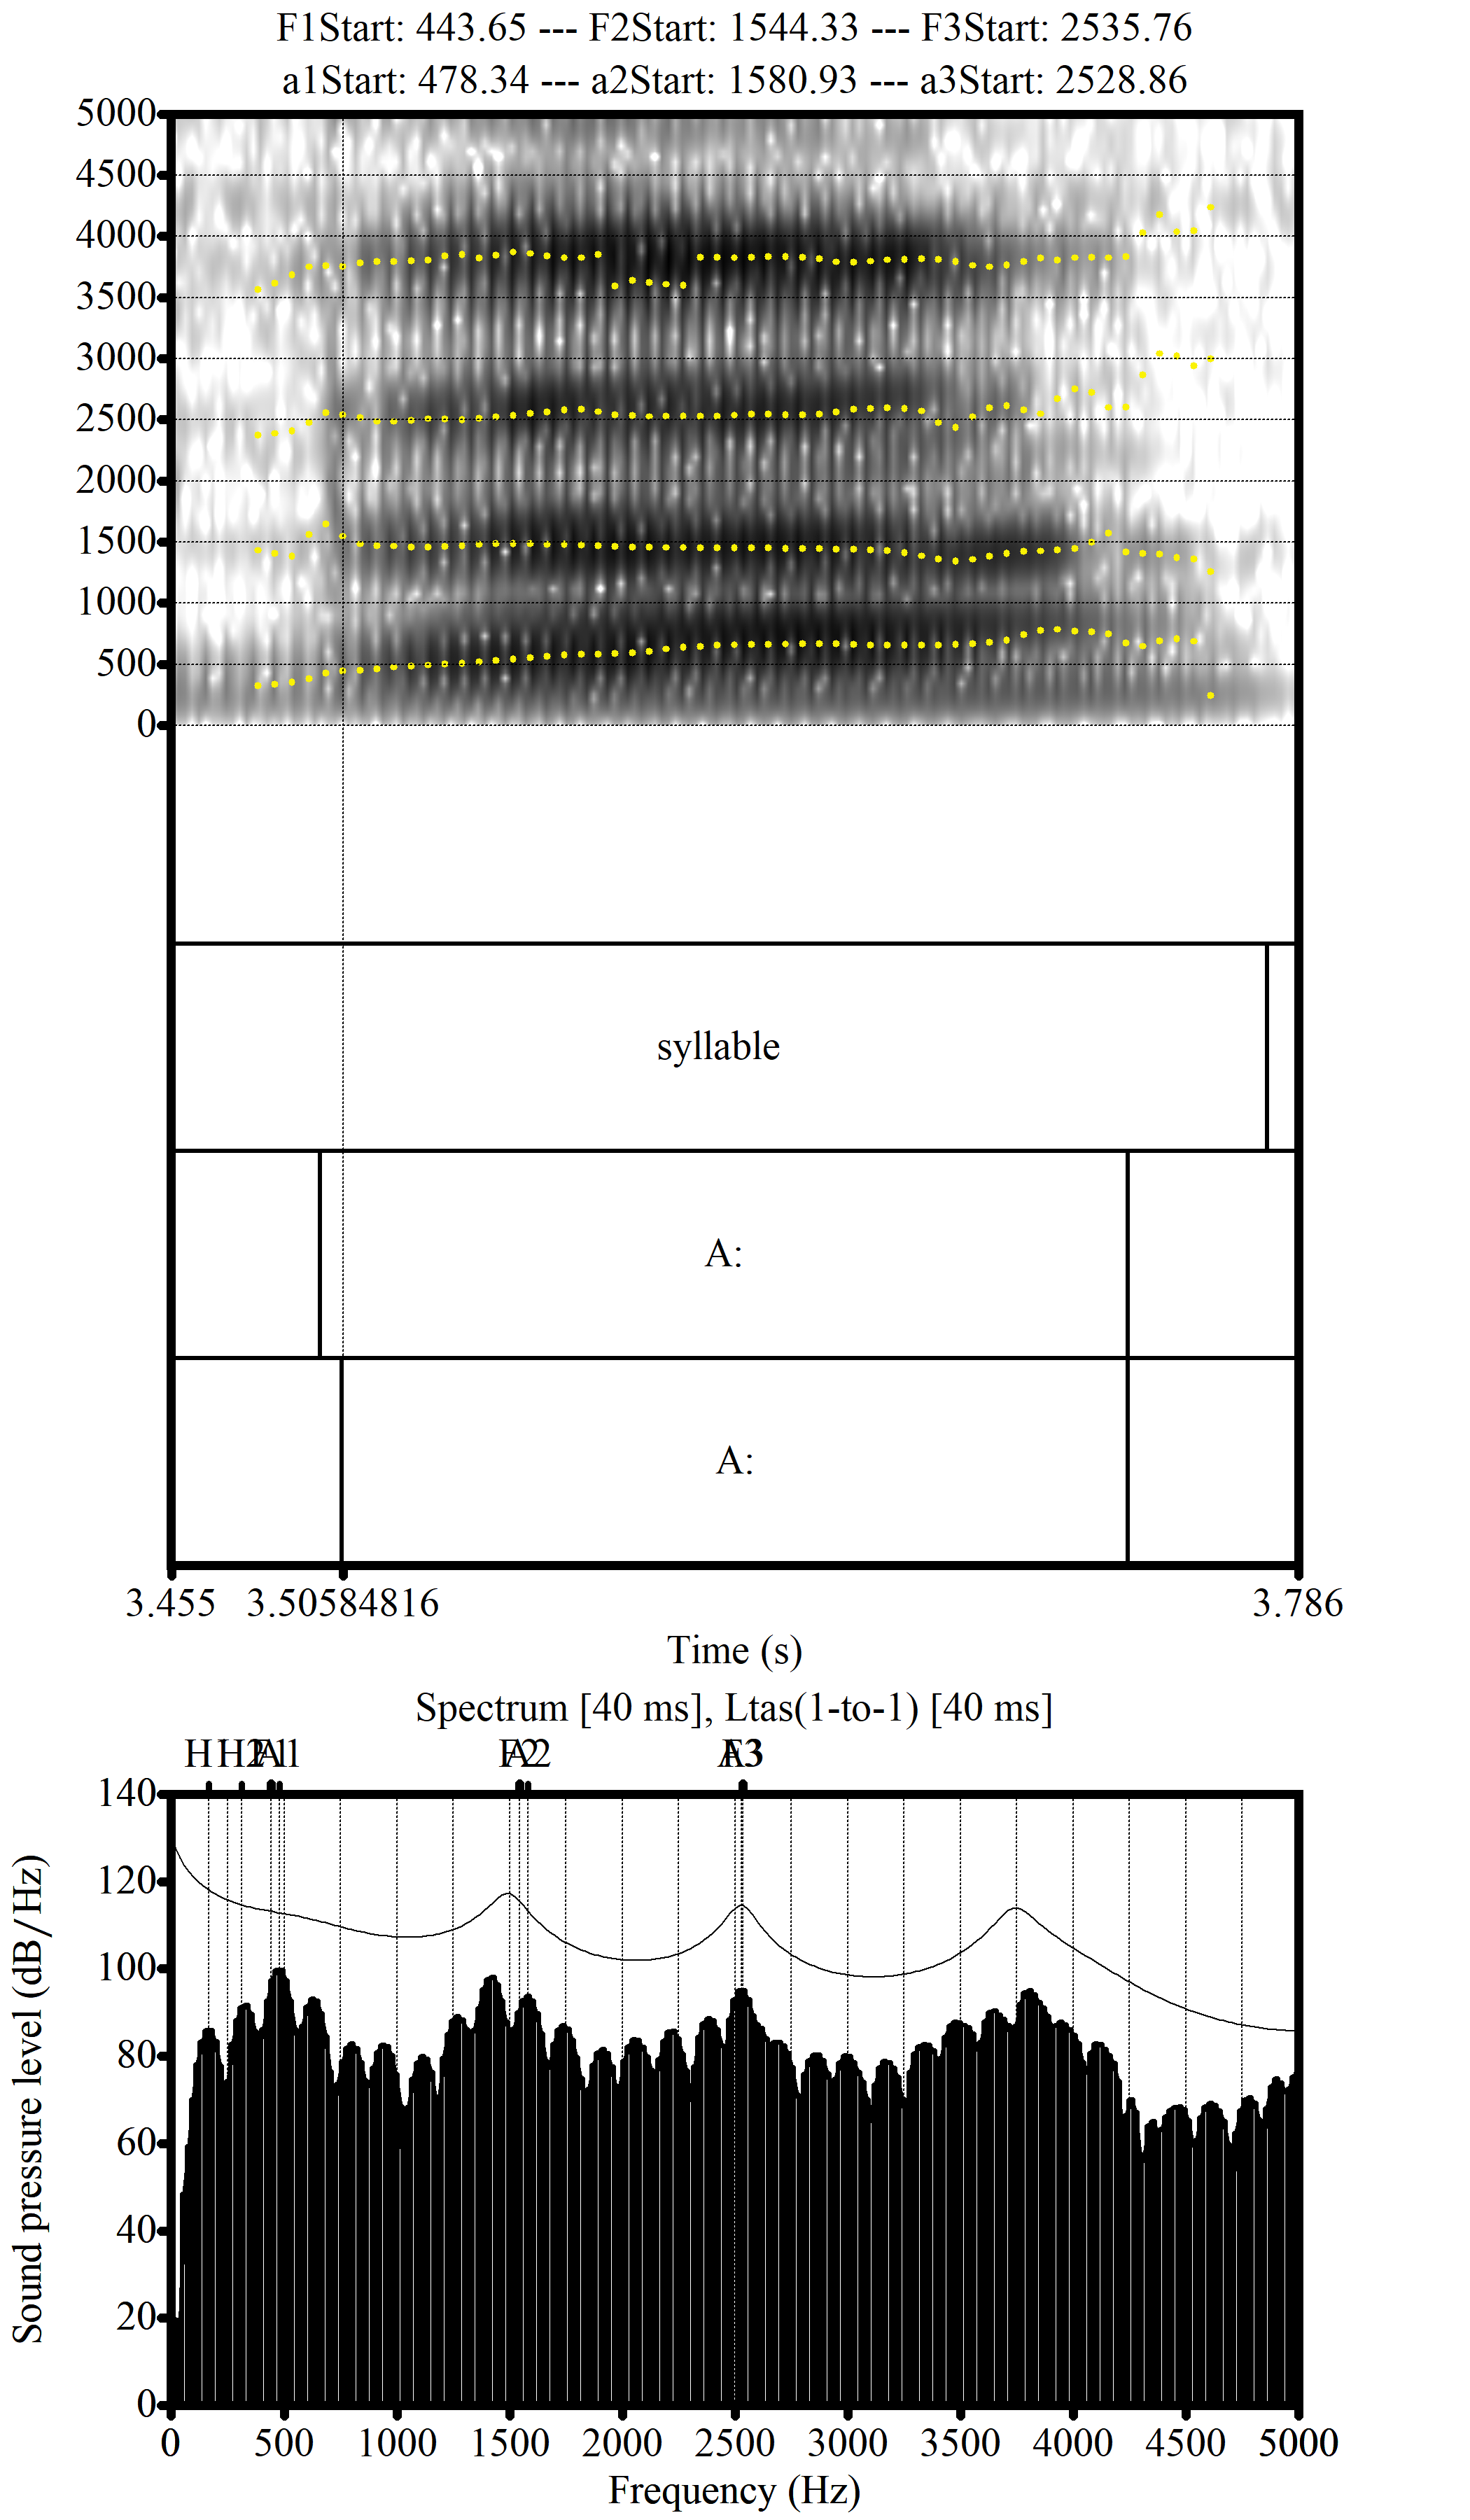 F1Start: 443.65 --- F2Start: 1544.33 --- F3Start: 2535.76
a1Start: 478.34 --- a2Start: 1580.93 --- a3Start: 2528.86
5000
4500
4000
3500
3000
2500
2000
1500
1000
500
0
syllable
A:
A:
3.455 3.50584816 3.786
Time (s)
Spectrum [40 ms], Ltas(1-to-1) [40 ms]
140
120
100
80
60
40
20
0
Sound pressure level (dB/Hz)
0 500 1000 1500 2000 2500 3000 3500 4000 4500 5000
Frequency (Hz)